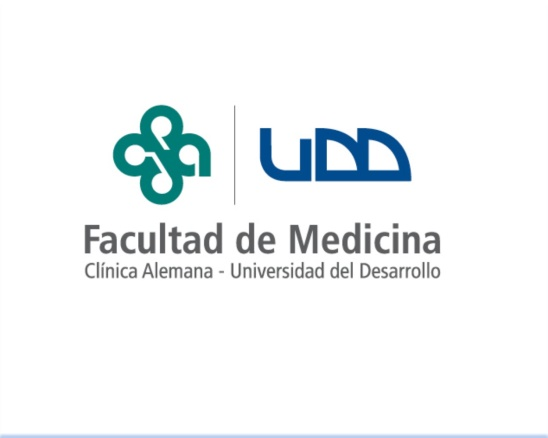 UDD
Facultad de Medicina
Clínica Alemana - Universidad del Desarrollo